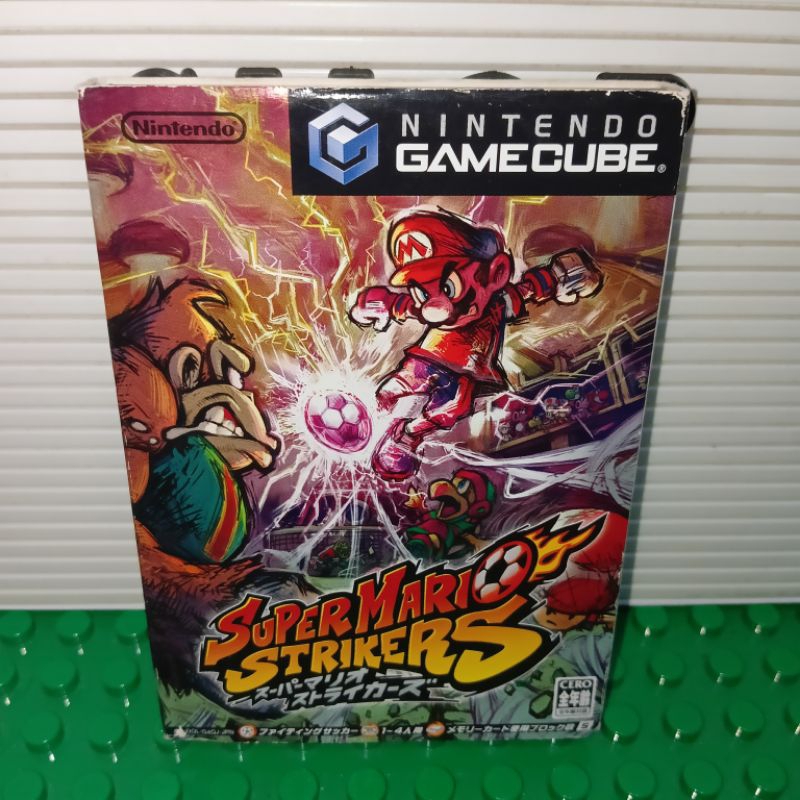 Nintendo
NINTENDO
GAMECUBE®
M
SUPER MARIO
STRIKERS
スーパーマリオ
ストライカーズ
CERO
全年齢
ファイティングサッカー 1~4人用 メモリーカード使用ブロック数 5